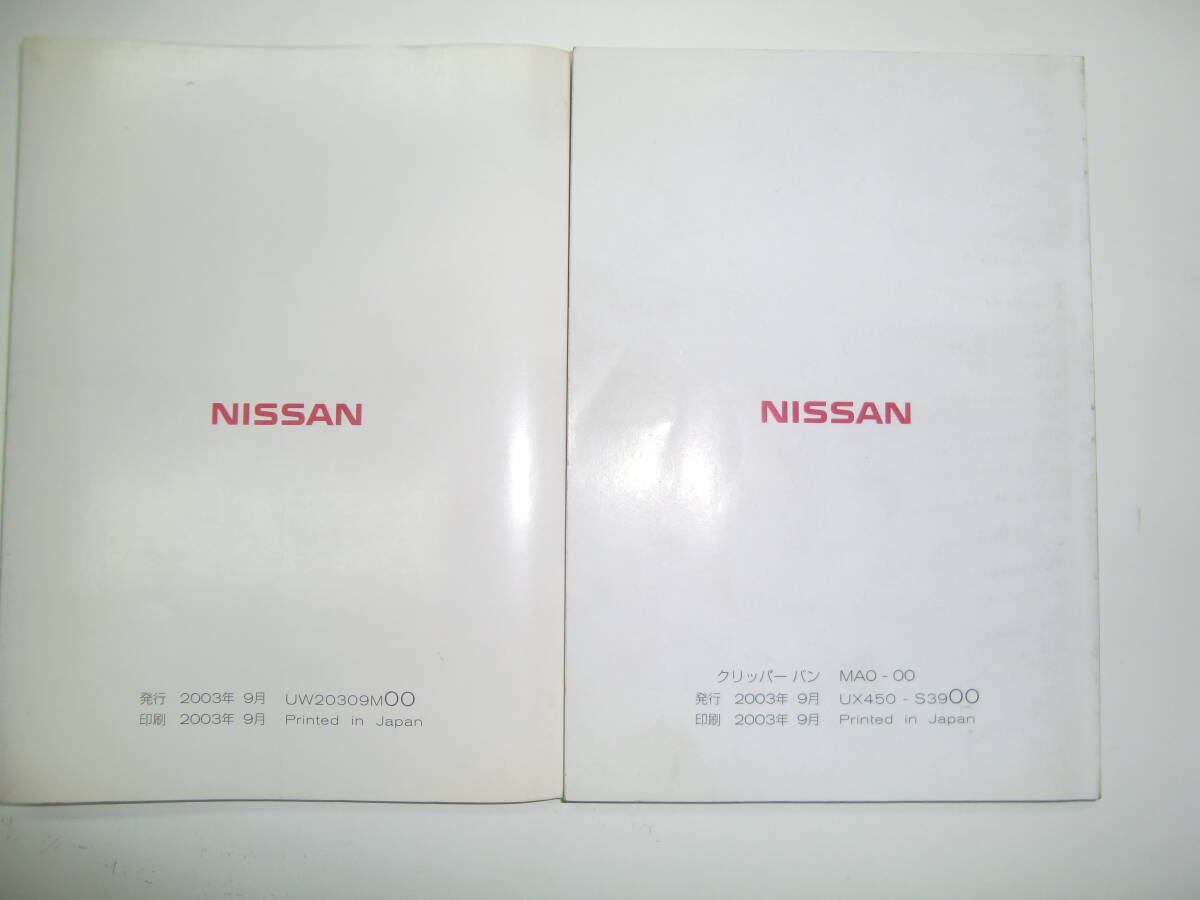 NISSAN
発行 2003年 9月 UW20309M00
印刷 2003年 9月 Printed in Japan
NISSAN
クリッパー バン MA0 - 00
発行 2003年 9月 UX450 - S3900
印刷 2003年 9月 Printed in Japan